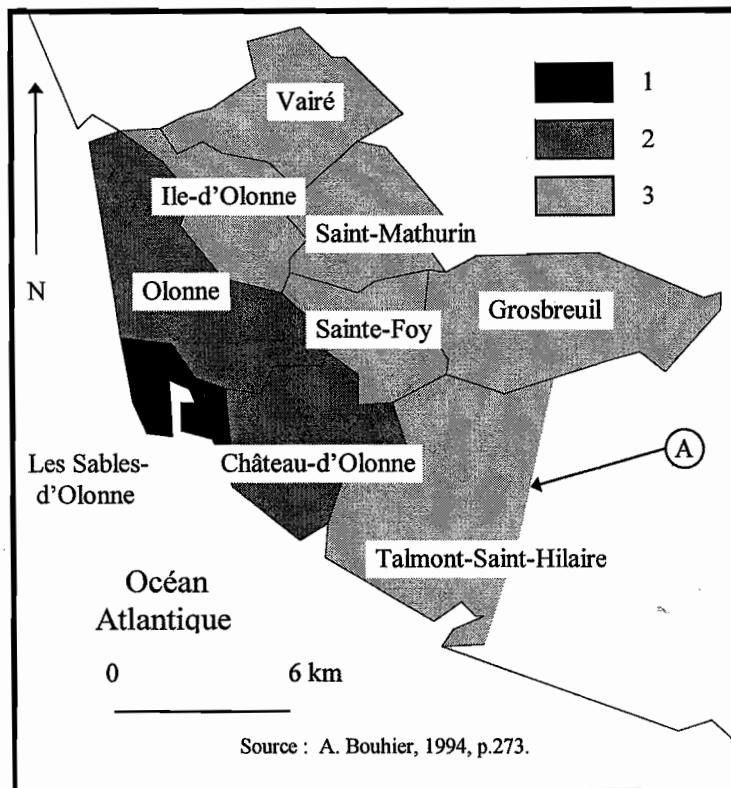 Vairé
1
2
3
Ile-d'Olonne
Saint-Mathurin
N
Olonne
Sainte-Foy
Grosbreuil
Les Sables-
d'Olonne
Château-d'Olonne
A
Talmont-Saint-Hilaire
Océan
Atlantique
0 6 km
Source : A. Bouhier, 1994, p.273.